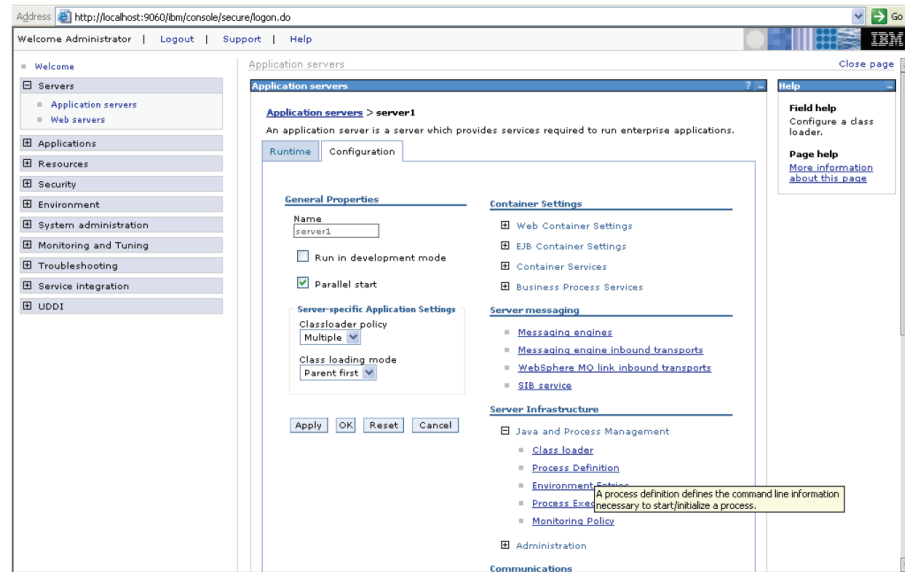 Address http://localhost:9060/ibm/console/secure/logon.do Go
Welcome Administrator | Logout | Support | Help IBM
Welcome
Servers
Application servers
Web servers
Applications
Resources
Security
Environment
System administration
Monitoring and Tuning
Troubleshooting
Service integration
UDDI
Application servers Close page
Application servers ? –
Application servers > server1
An application server is a server which provides services required to run enterprise applications.
Runtime Configuration
General Properties
Name
server1
Run in development mode
Parallel start
Server-specific Application Settings
Classloader policy
Multiple
Class loading mode
Parent first
Apply OK Reset Cancel
Container Settings
Web Container Settings
EJB Container Settings
Container Services
Business Process Services
Server messaging
Messaging engines
Messaging engine inbound transports
WebSphere MQ link inbound transports
SIB service
Server Infrastructure
Java and Process Management
Class loader
Process Definition
Environment Entries
Process Exec
A process definition defines the command line information
necessary to start/initialize a process.
Monitoring Policy
Administration
Communications
Help –
Field help
Configure a class
loader.
Page help
More information
about this page